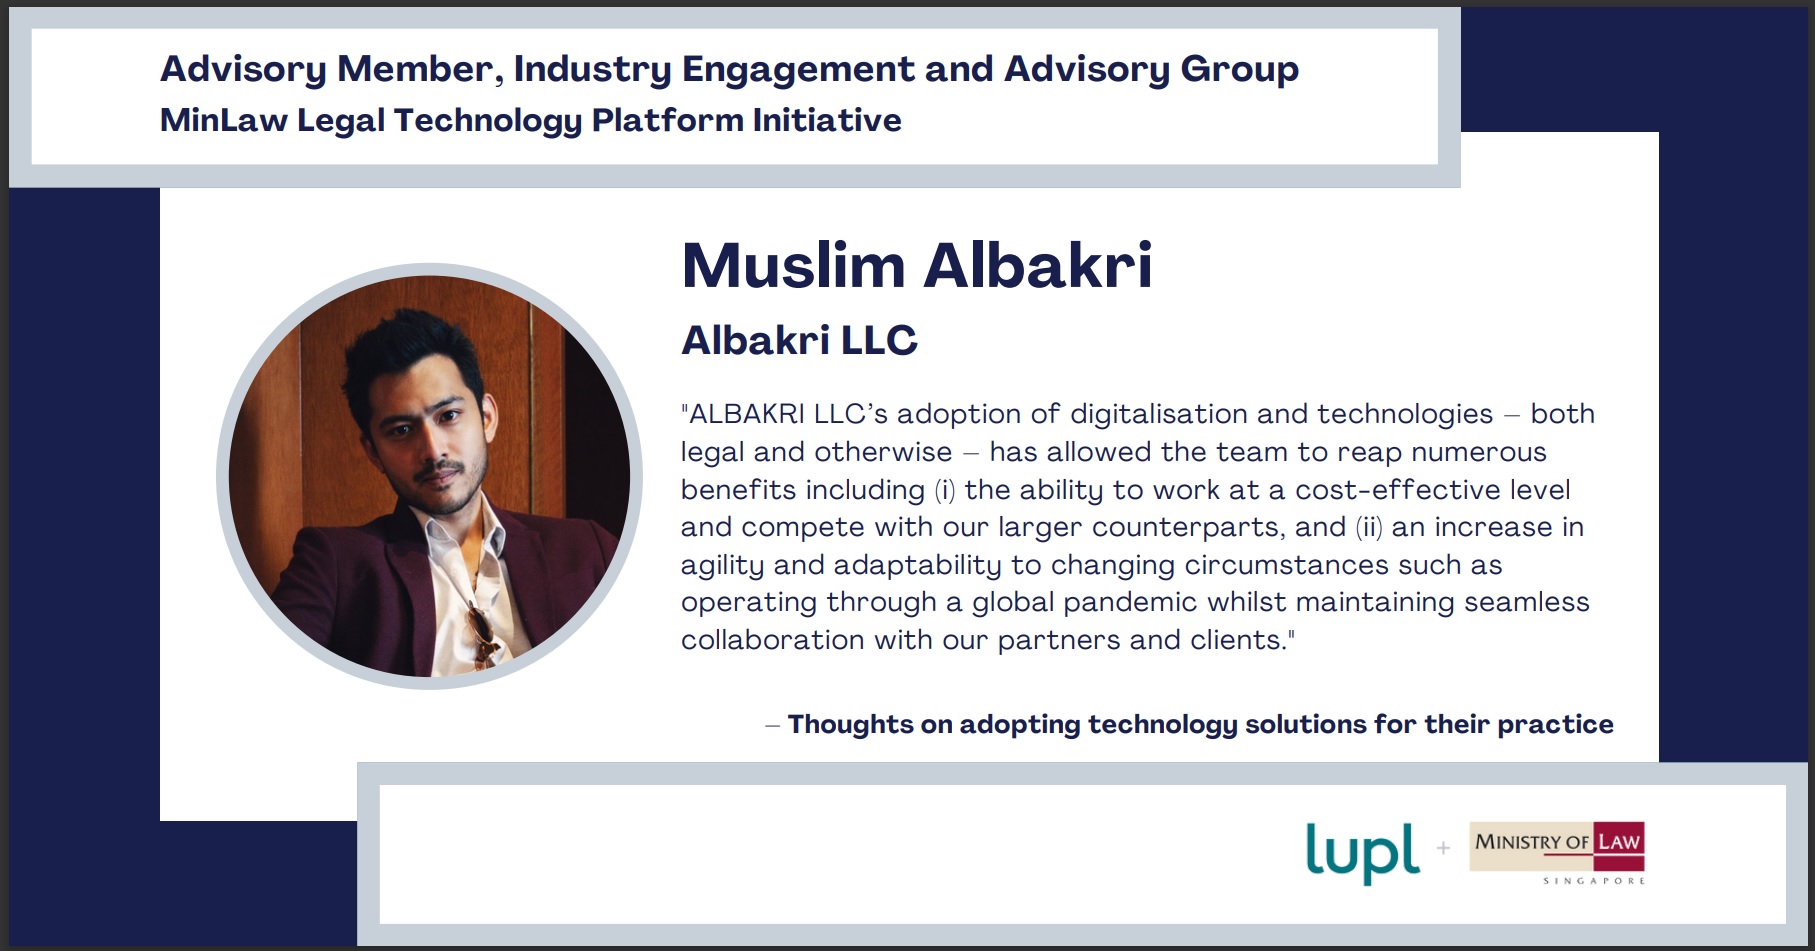 Advisory Member, Industry Engagement and Advisory Group
MinLaw Legal Technology Platform Initiative
Muslim Albakri
Albakri LLC
"ALBAKRI LLC’s adoption of digitalisation and technologies – both
legal and otherwise – has allowed the team to reap numerous
benefits including (i) the ability to work at a cost-effective level
and compete with our larger counterparts, and (ii) an increase in
agility and adaptability to changing circumstances such as
operating through a global pandemic whilst maintaining seamless
collaboration with our partners and clients."
– Thoughts on adopting technology solutions for their practice
lupl + MINISTRY OF LAW
SINGAPORE